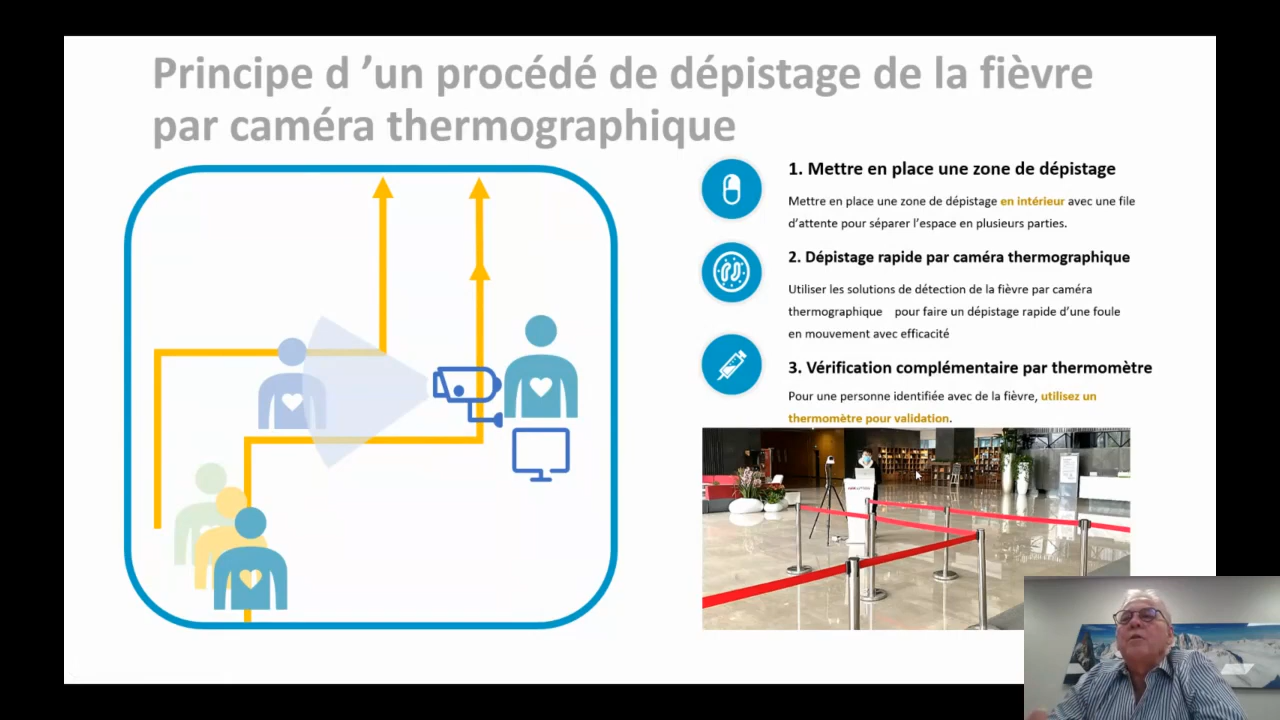 Principe d ’un procédé de dépistage de la fièvre
par caméra thermographique
1. Mettre en place une zone de dépistage
Mettre en place une zone de dépistage en intérieur avec une file
d’attente pour séparer l’espace en plusieurs parties.
2. Dépistage rapide par caméra thermographique
Utiliser les solutions de détection de la fièvre par caméra
thermographique pour faire un dépistage rapide d’une foule
en mouvement avec efficacité
3. Vérification complémentaire par thermomètre
Pour une personne identifiée avec de la fièvre, utilisez un
thermomètre pour validation.